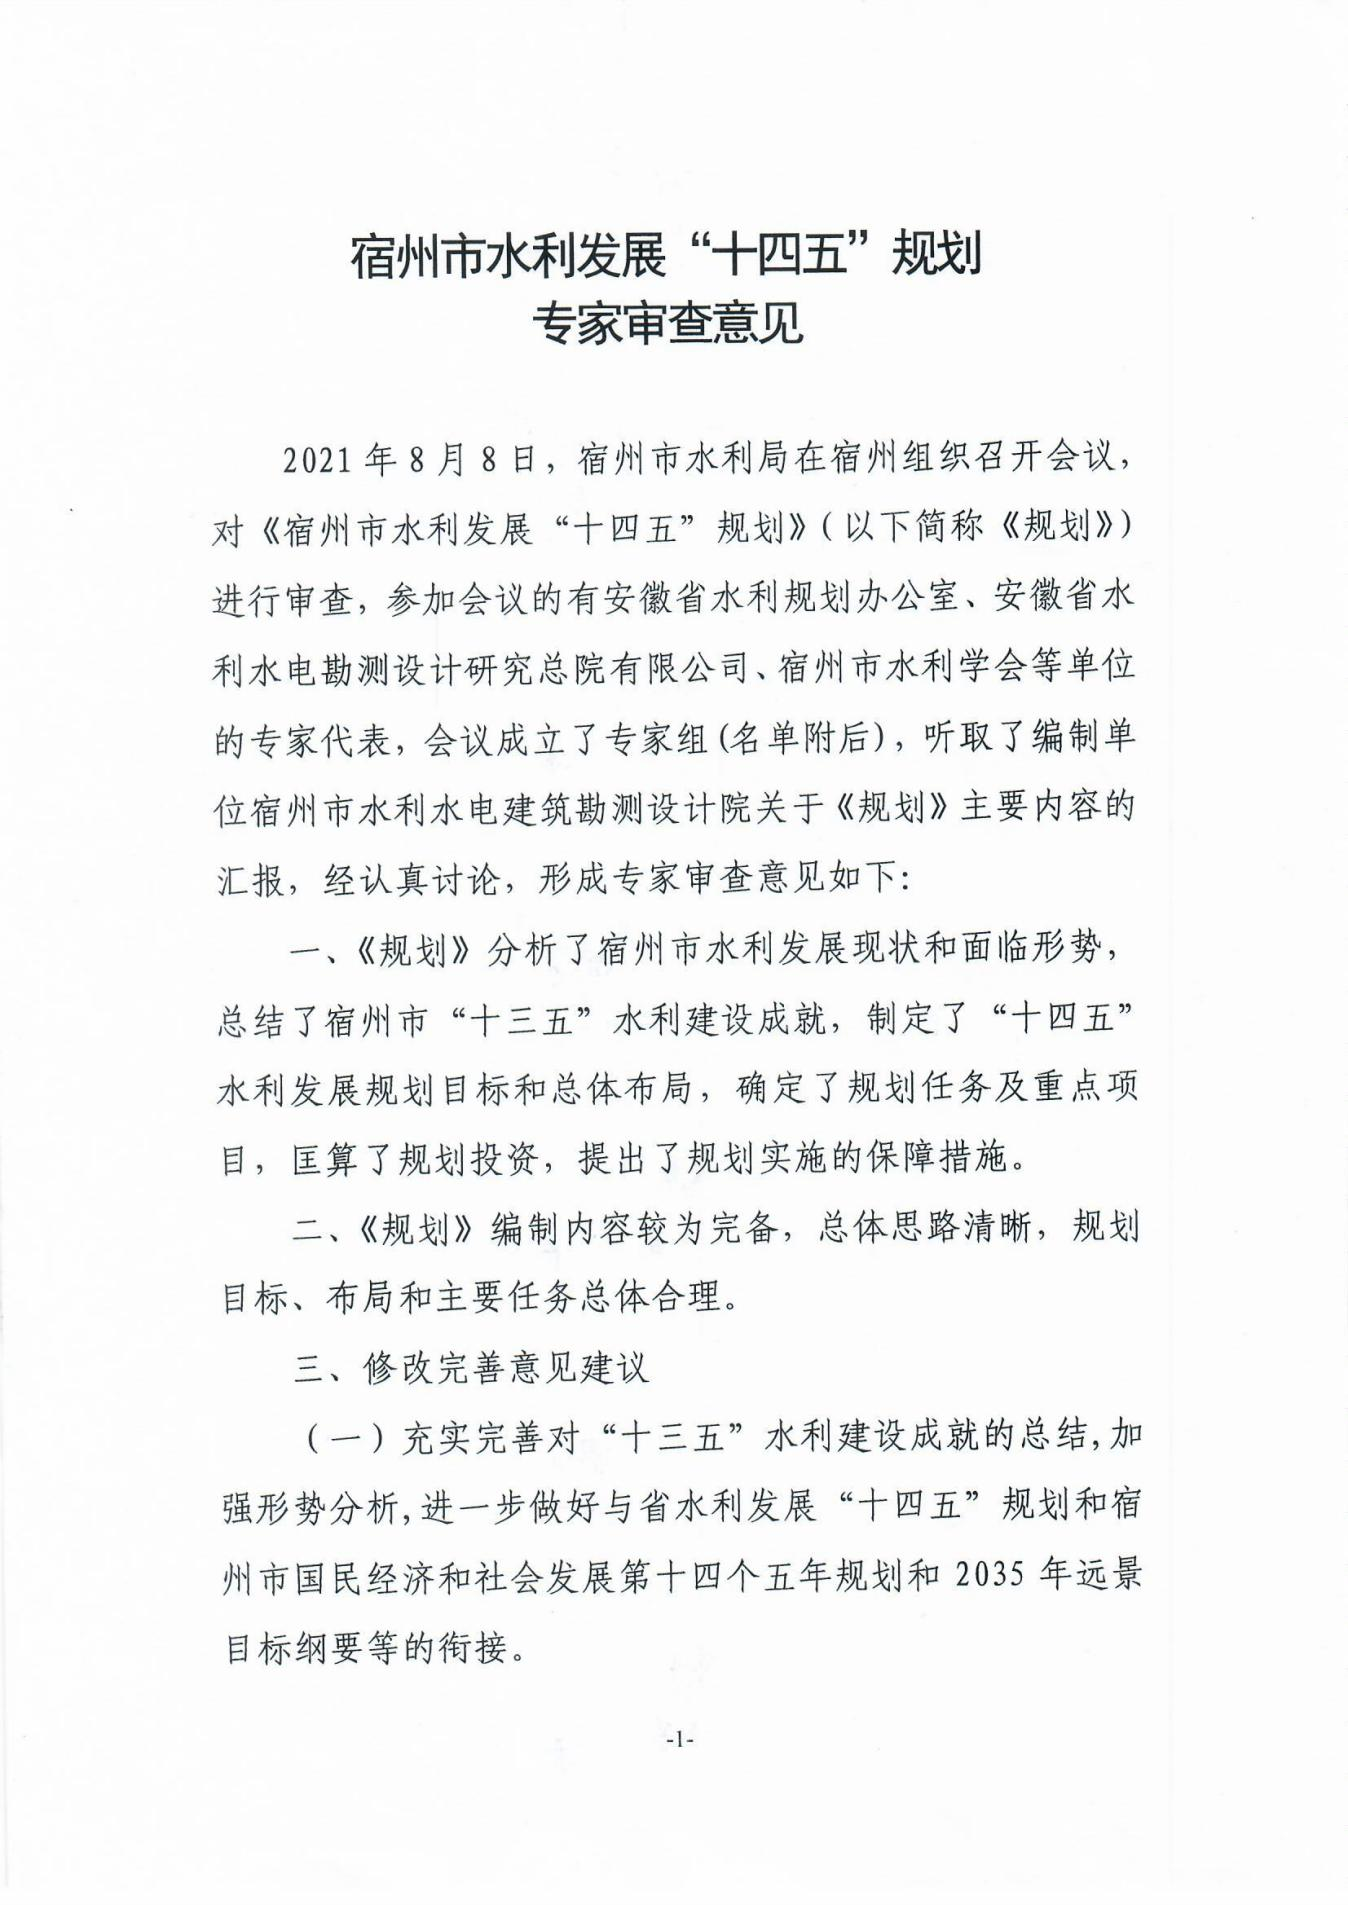 宿州市水利发展“十四五”规划
专家审查意见
2021年8月8日，宿州市水利局在宿州组织召开会议，
对《宿州市水利发展“十四五”规划》（以下简称《规划》）
进行审查，参加会议的有安徽省水利规划办公室、安徽省水
利水电勘测设计研究总院有限公司、宿州市水利学会等单位
的专家代表，会议成立了专家组(名单附后)，听取了编制单
位宿州市水利水电建筑勘测设计院关于《规划》主要内容的
汇报，经认真讨论，形成专家审查意见如下：
一、《规划》分析了宿州市水利发展现状和面临形势，
总结了宿州市“十三五”水利建设成就，制定了“十四五”
水利发展规划目标和总体布局，确定了规划任务及重点项
目，匡算了规划投资，提出了规划实施的保障措施。
二、《规划》编制内容较为完备，总体思路清晰，规划
目标、布局和主要任务总体合理。
三、修改完善意见建议
（一）充实完善对“十三五”水利建设成就的总结,加
强形势分析,进一步做好与省水利发展“十四五”规划和宿
州市国民经济和社会发展第十四个五年规划和2035年远景
目标纲要等的衔接。
-1-